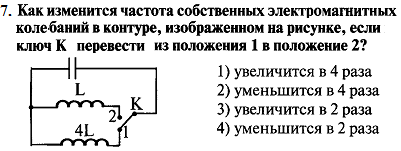 7. Как изменится частота собственных электромагнитных
колебаний в контуре, изображенном на рисунке, если
ключ К перевести из положения 1 в положение 2?
1) увеличится в 4 раза
2) уменьшится в 4 раза
3) увеличится в 2 раза
4) уменьшится в 2 раза
L
K
2
1
4L